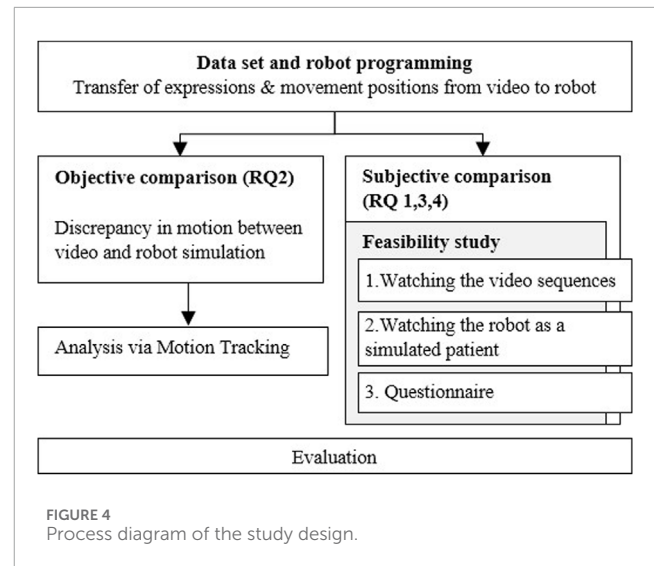 Data set and robot programming
Transfer of expressions & movement positions from video to robot
Objective comparison (RQ2)
Discrepancy in motion between
video and robot simulation
Analysis via Motion Tracking
Subjective comparison
(RQ 1,3,4)
Feasibility study
1.Watching the video sequences
2.Watching the robot as a
simulated patient
3. Questionnaire
Evaluation
FIGURE 4
Process diagram of the study design.